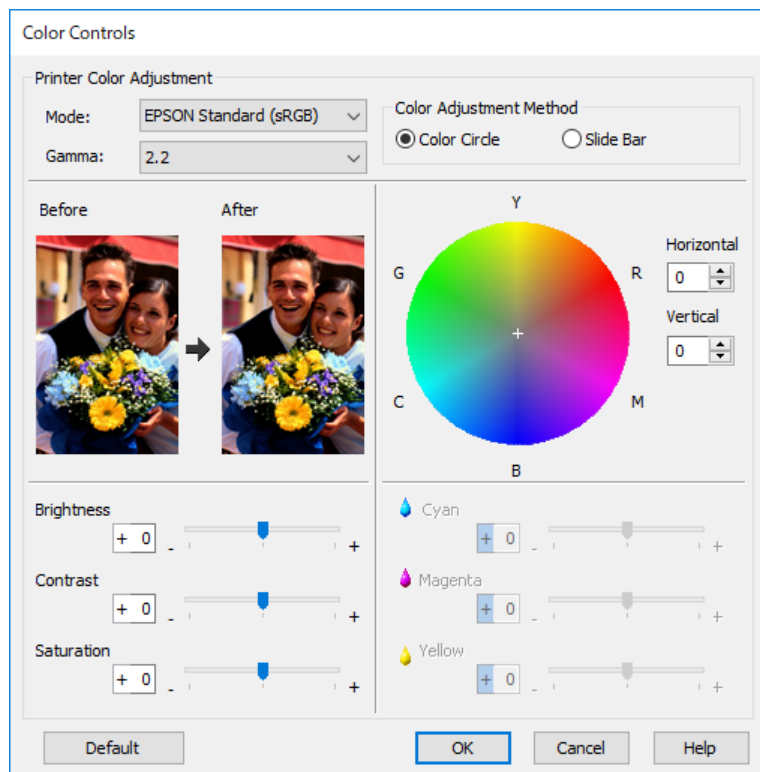 Color Controls
Printer Color Adjustment
Mode: EPSON Standard (sRGB)
Gamma: 2.2
Color Adjustment Method
Color Circle Slide Bar
Before After
Y
G R
C M
B
Horizontal
0
Vertical
0
Brightness
+ 0 - +
Contrast
+ 0 - +
Saturation
+ 0 - +
Cyan
+ 0 - +
Magenta
+ 0 - +
Yellow
+ 0 - +
Default OK Cancel Help